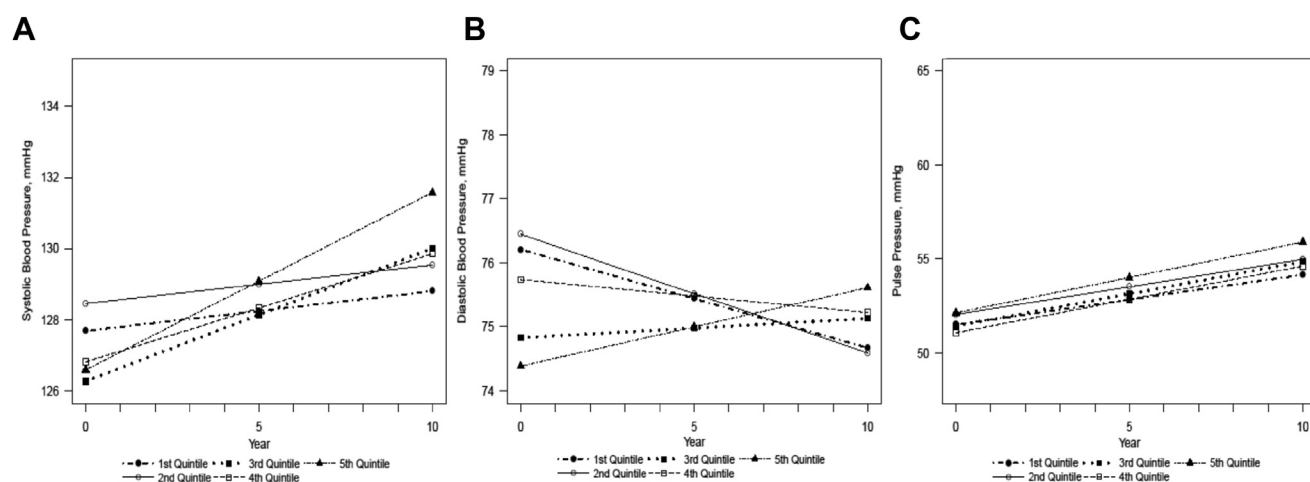 A
B
C
Systolic Blood Pressure, mmHg
134
132
130
128
126
0
5
10
Year
1st Quintile
3rd Quintile
5th Quintile
2nd Quintile
4th Quintile
Diastolic Blood Pressure, mmHg
79
78
77
76
75
74
0
5
10
Year
1st Quintile
3rd Quintile
5th Quintile
2nd Quintile
4th Quintile
Pulse Pressure, mmHg
65
60
55
50
0
5
10
Year
1st Quintile
3rd Quintile
5th Quintile
2nd Quintile
4th Quintile